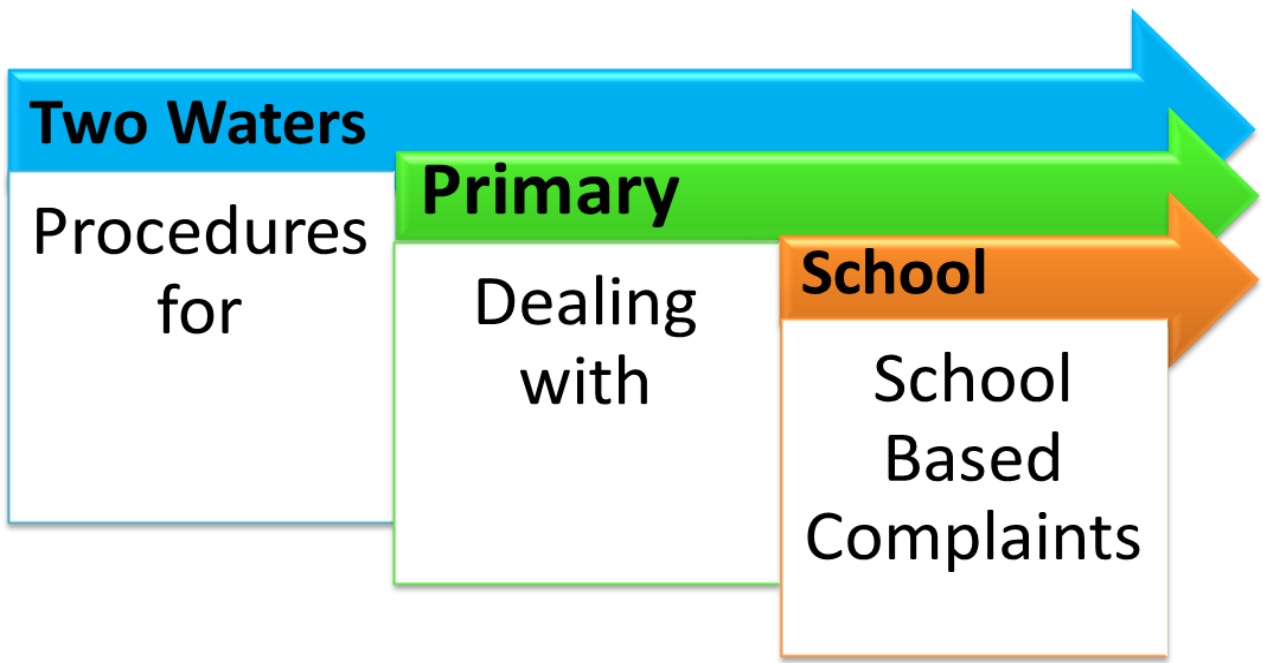 Two Waters
Procedures
for
Primary
Dealing
with
School
School
Based
Complaints